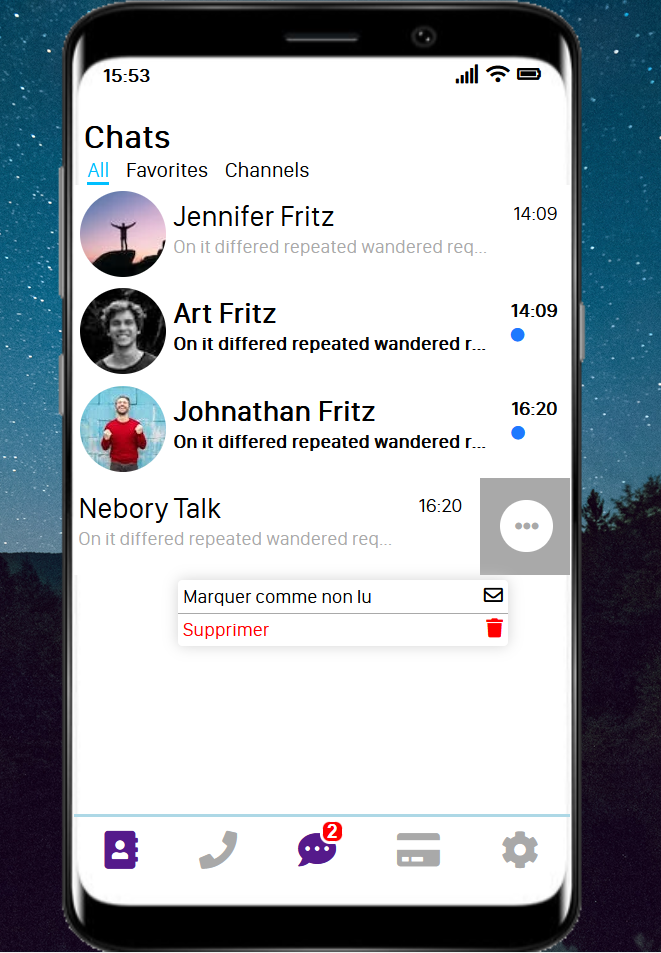 15:53
Chats
All Favorites Channels
Jennifer Fritz 14:09
On it differed repeated wandered req...
Art Fritz 14:09
On it differed repeated wandered r...
Johnathan Fritz 16:20
On it differed repeated wandered r...
Nebory Talk 16:20
On it differed repeated wandered req...
Marquer comme non lu
Supprimer
2